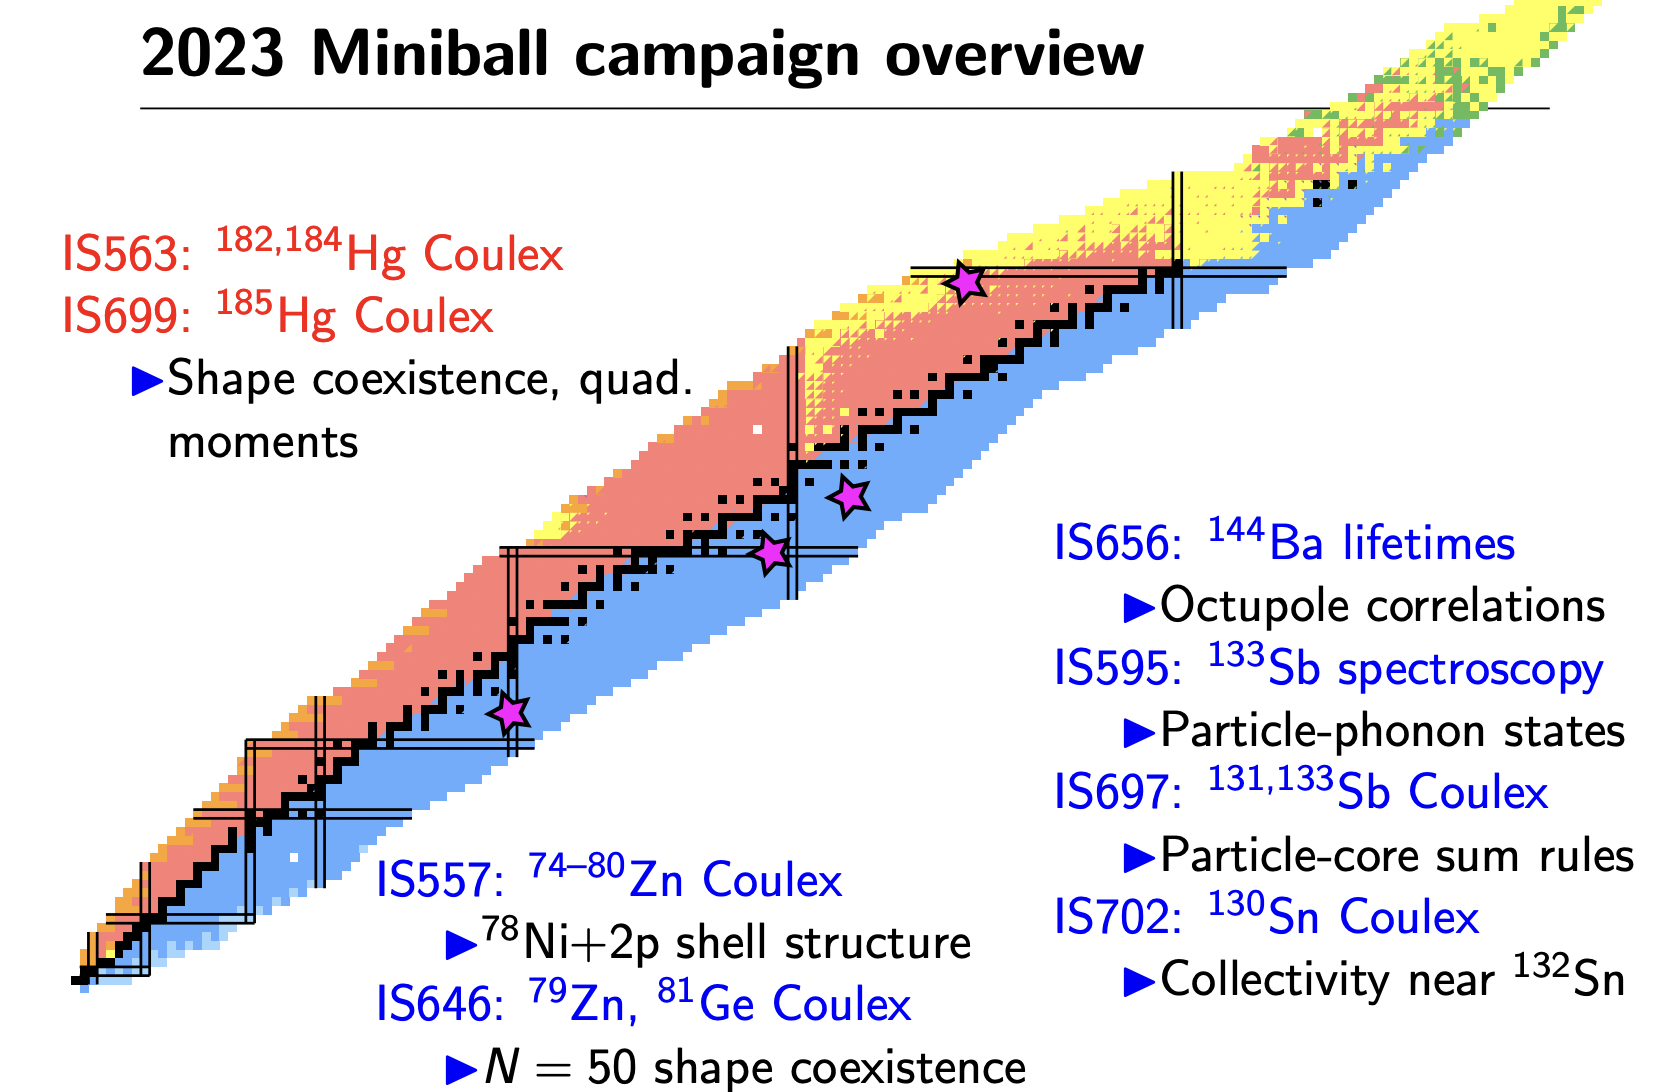 2023 Miniball campaign overview
IS563: ¹⁸²,¹⁸⁴Hg Coulex
IS699: ¹⁸⁵Hg Coulex
▶Shape coexistence, quad.
moments
IS656: ¹⁴⁴Ba lifetimes
▶Octupole correlations
IS595: ¹³³Sb spectroscopy
▶Particle-phonon states
IS697: ¹³¹,¹³³Sb Coulex
▶Particle-core sum rules
IS702: ¹³⁰Sn Coulex
▶Collectivity near ¹³²Sn
IS557: ⁷⁴–⁸⁰Zn Coulex
▶⁷⁸Ni+2p shell structure
IS646: ⁷⁹Zn, ⁸¹Ge Coulex
▶N = 50 shape coexistence